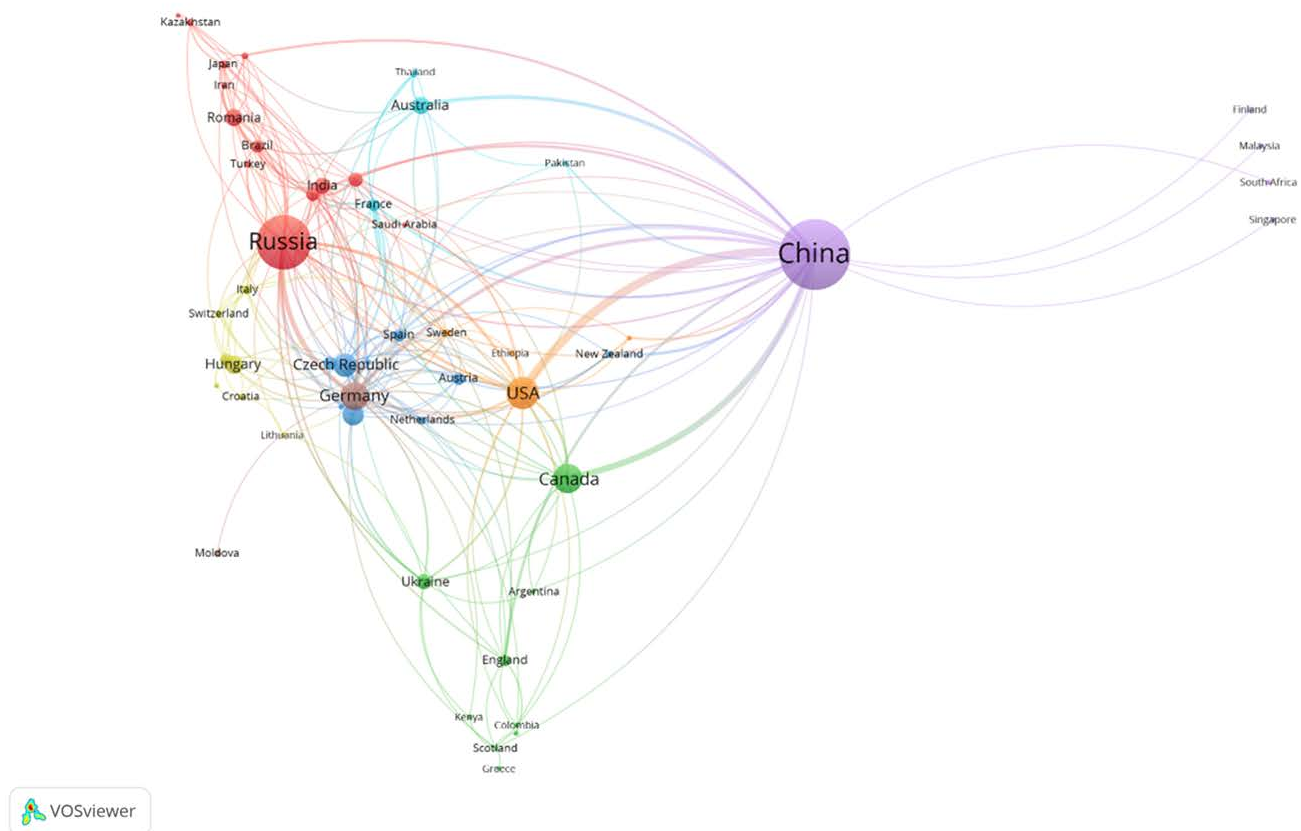 Kazakhstan
Japan
Thailand
Iran
Australia
Finland
Romania
Brazil
Malaysia
Turkey
Pakistan
India
South Africa
France
Saudi Arabia
Singapore
Russia
China
Italy
Switzerland
Spain
Sweden
Ethiopia
New Zealand
Hungary
Czech Republic
Austria
Croatia
Germany
USA
Netherlands
Lithuania
Canada
Moldova
Ukraine
Argentina
England
Kenya
Colombia
Scotland
Greece
VOSviewer